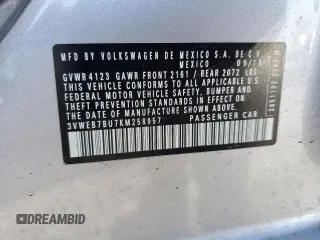 MFD BY VOLKSWAGEN DE MEXICO S.A. DE C.V.
MEXICO 09/18
GVWR 4123 GAWR FRONT 2161 / REAR 2072 LBS
THIS VEHICLE CONFORMS TO ALL APPLICABLE U.S.
FEDERAL MOTOR VEHICLE SAFETY, BUMPER, AND
THEFT PREVENTION STANDARDS IN EFFECT ON THE
DATE OF MANUFACTURE SHOWN ABOVE.
3VWEB7BU7KM258957 PASSENGER CAR
DREAMBID